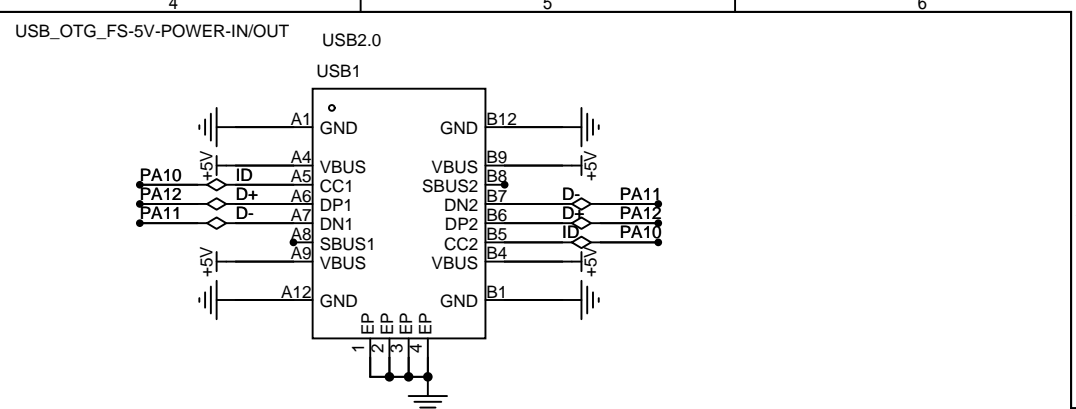 4 5 6
USB_OTG_FS-5V-POWER-IN/OUT
USB2.0
USB1
A1 GND GND B12
+5V A4 VBUS VBUS B9 +5V
PA10 ID A5 CC1 SBUS2 B8
PA12 D+ A6 DP1 DN2 B7 D- PA11
PA11 D- A7 DN1 DP2 B6 D+ PA12
A8 SBUS1 CC2 B5 ID PA10
+5V A9 VBUS VBUS B4 +5V
A12 GND GND B1
EP EP EP EP
1 2 3 4